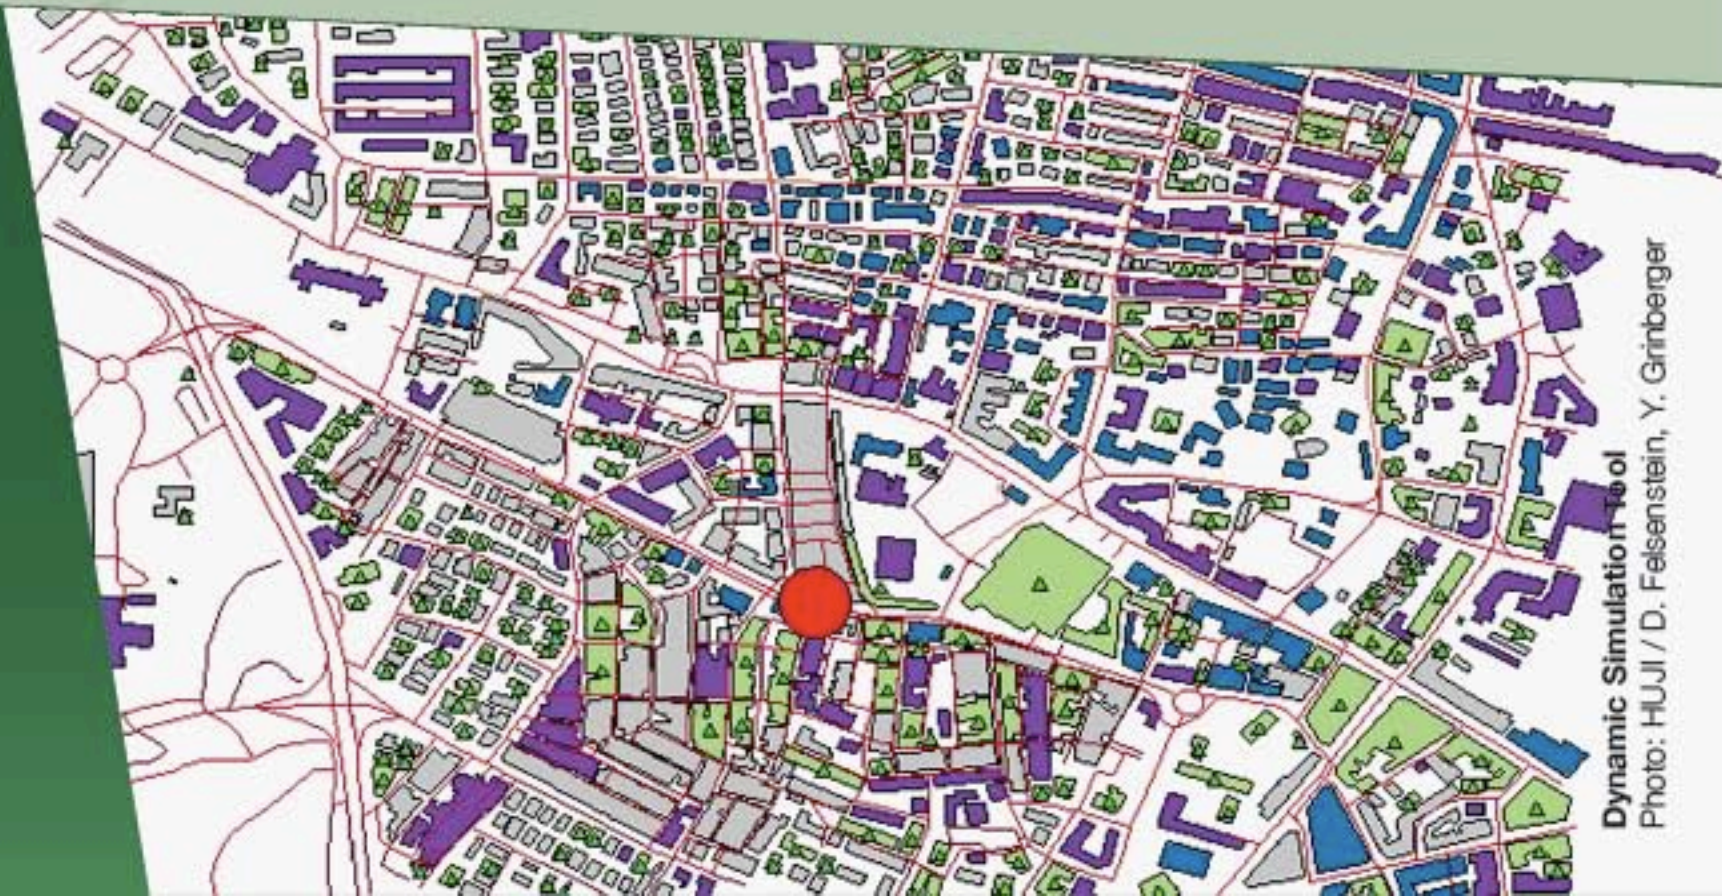 Dynamic Simulation Tool
Photo: HUJI / D. Felsenstein, Y. Grinberger